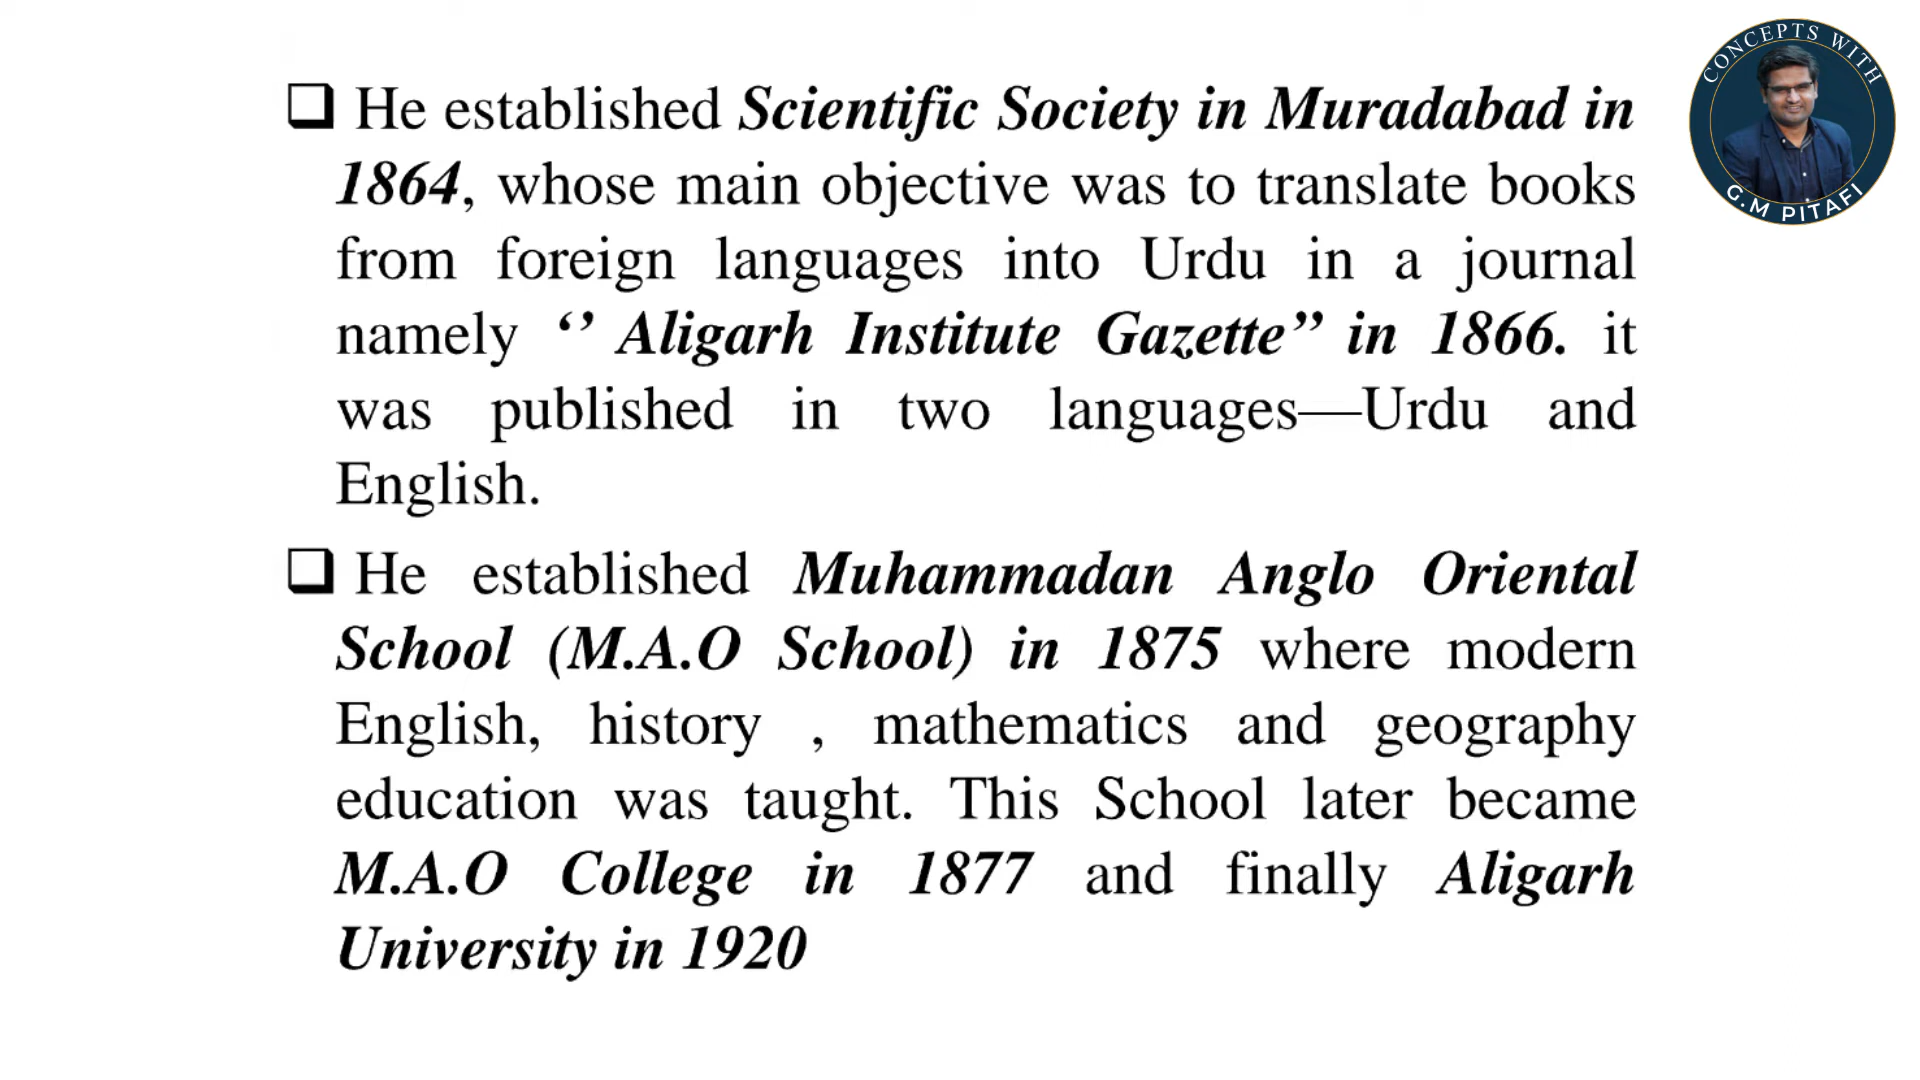 CONCEPTS WITH
G.M PITAFI
He established Scientific Society in Muradabad in
1864, whose main objective was to translate books
from foreign languages into Urdu in a journal
namely ‘’ Aligarh Institute Gazette” in 1866. it
was published in two languages—Urdu and
English.
He established Muhammadan Anglo Oriental
School (M.A.O School) in 1875 where modern
English, history , mathematics and geography
education was taught. This School later became
M.A.O College in 1877 and finally Aligarh
University in 1920